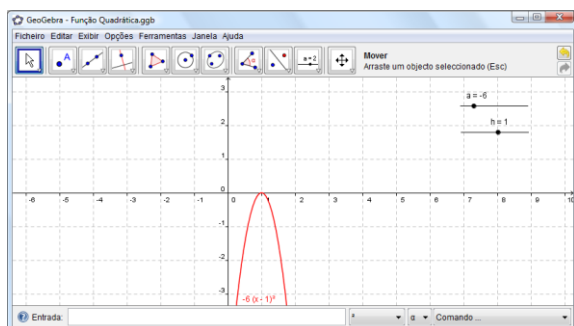 GeoGebra - Função Quadrática.ggb
Ficheiro Editar Exibir Opções Ferramentas Janela Ajuda
A
a=2
Mover
Arraste um objecto seleccionado (Esc)
a = -6
h = 1
3
2
1
0
-6 -5 -4 -3 -2 -1 0 1 2 3 4 5 6 7 8 9 10
-1
-2
-3
-6 (x - 1)²
Entrada:
²
α
Comando ...